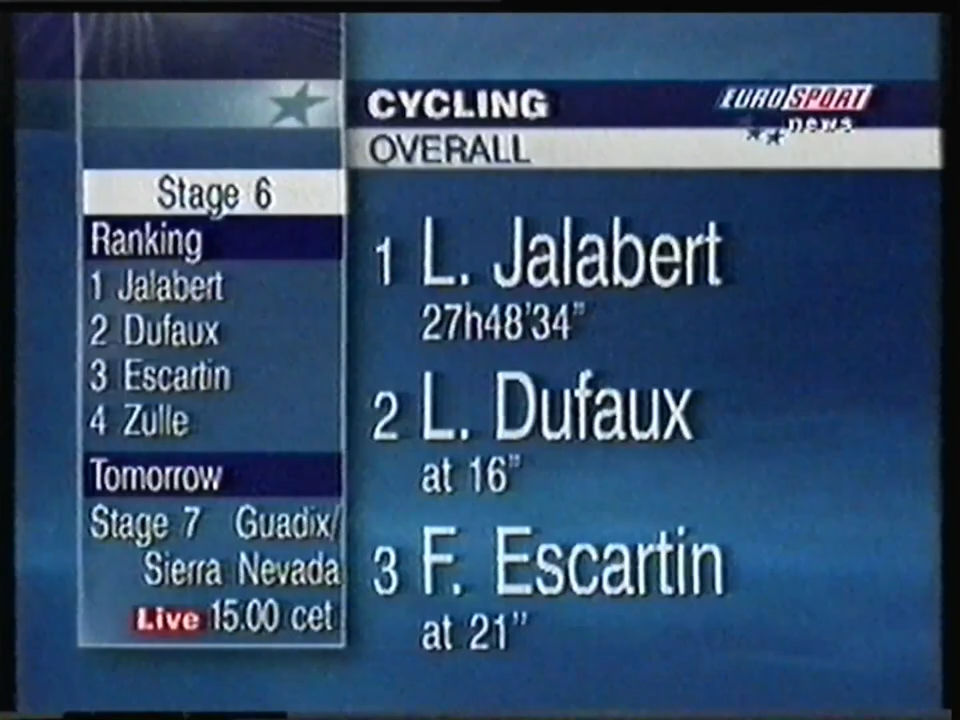 CYCLING
EUROSPORT
news
OVERALL
Stage 6
Ranking
1 Jalabert
2 Dufaux
3 Escartin
4 Zulle
Tomorrow
Stage 7 Guadix/
Sierra Nevada
Live 15.00 cet
1 L. Jalabert
27h48'34"
2 L. Dufaux
at 16"
3 F. Escartin
at 21"